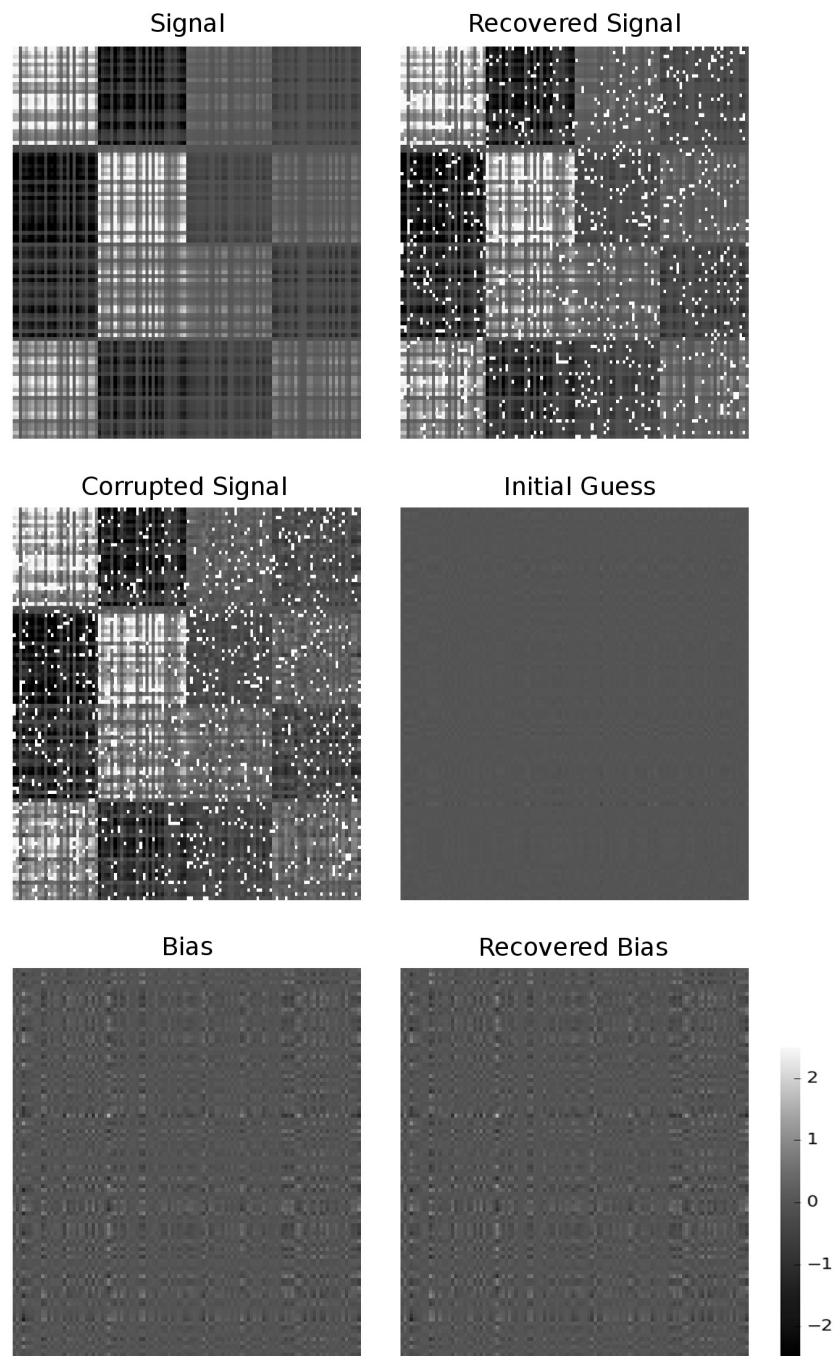 Signal
Recovered Signal
Corrupted Signal
Initial Guess
Bias
Recovered Bias
2
1
0
−1
−2